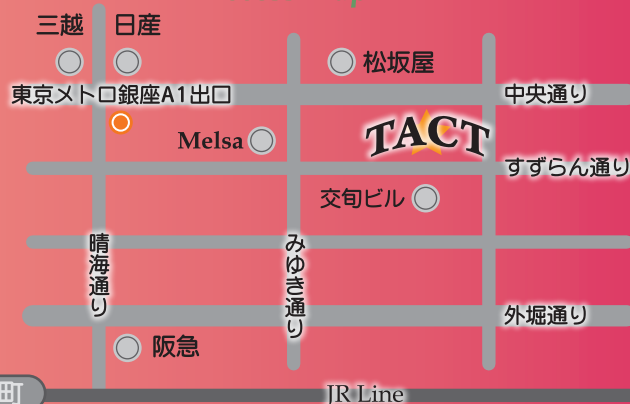 三越
日産
松坂屋
東京メトロ銀座A1出口
中央通り
Melsa
TACT
すずらん通り
交旬ビル
晴海通り
みゆき通り
外堀通り
阪急
町
JR Line